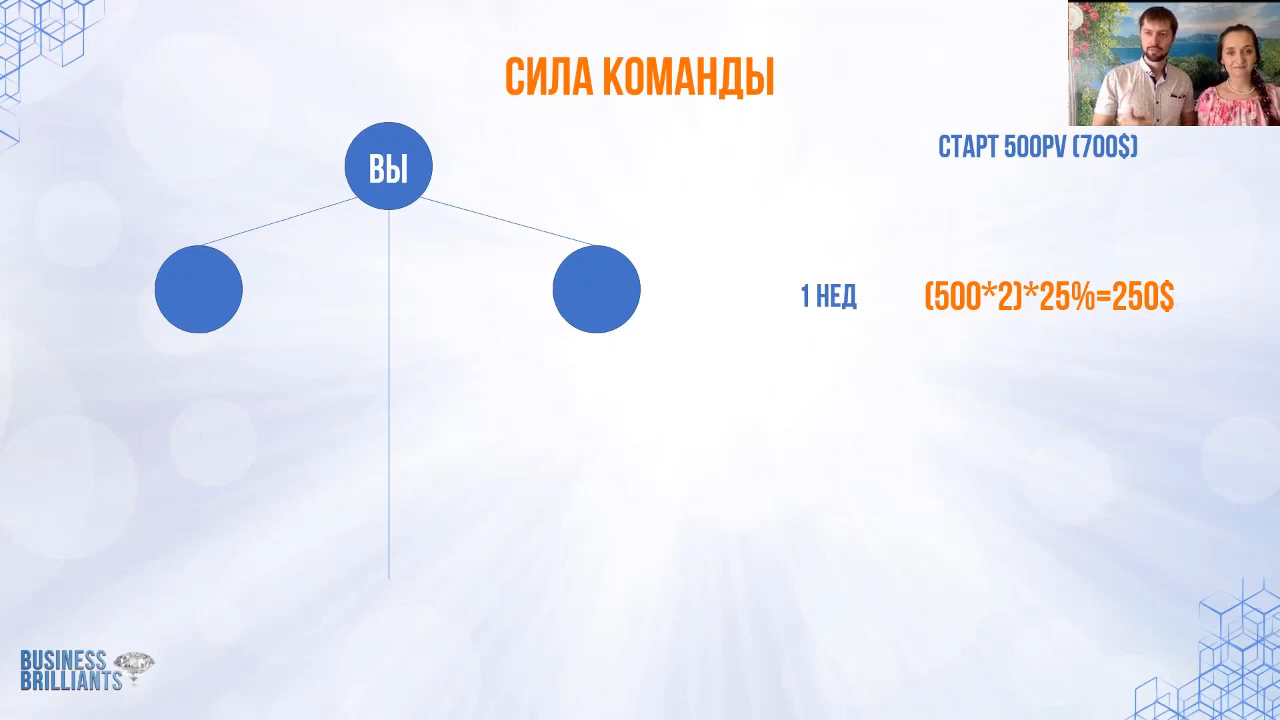 СИЛА КОМАНДЫ
ВЫ
СТАРТ 500PV (700$)
1 НЕД
(500*2)*25%=250$
BUSINESS
BRILLIANTS